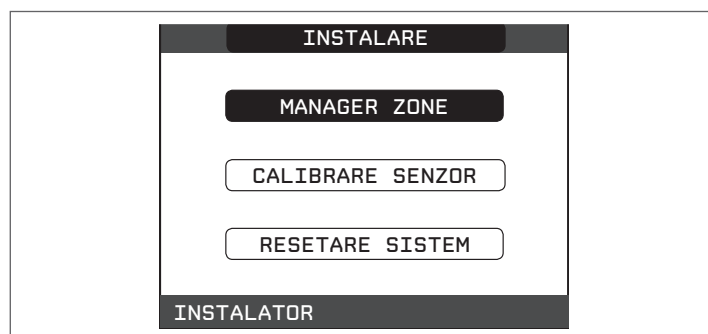 INSTALARE
MANAGER ZONE
CALIBRARE SENZOR
RESETARE SISTEM
INSTALATOR